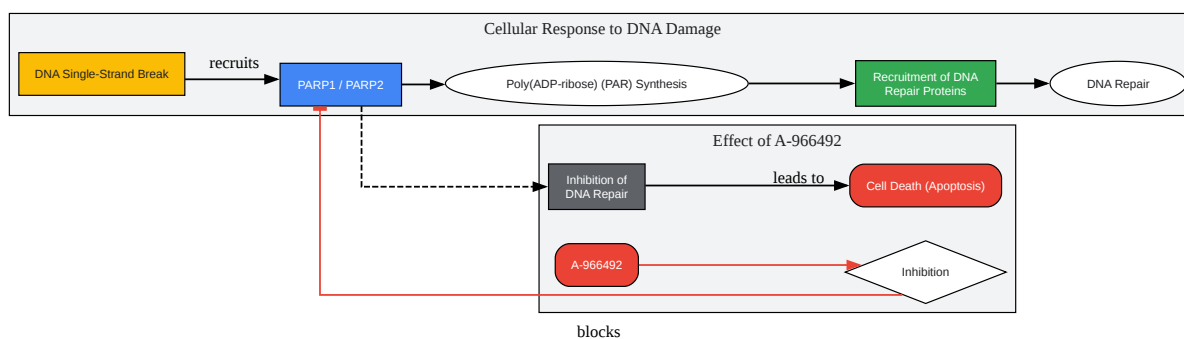 Cellular Response to DNA Damage
DNA Single-Strand Break
recruits
PARP1 / PARP2
Poly(ADP-ribose) (PAR) Synthesis
Recruitment of DNA
Repair Proteins
DNA Repair
Effect of A-966492
Inhibition of
DNA Repair
leads to
Cell Death (Apoptosis)
A-966492
Inhibition
blocks